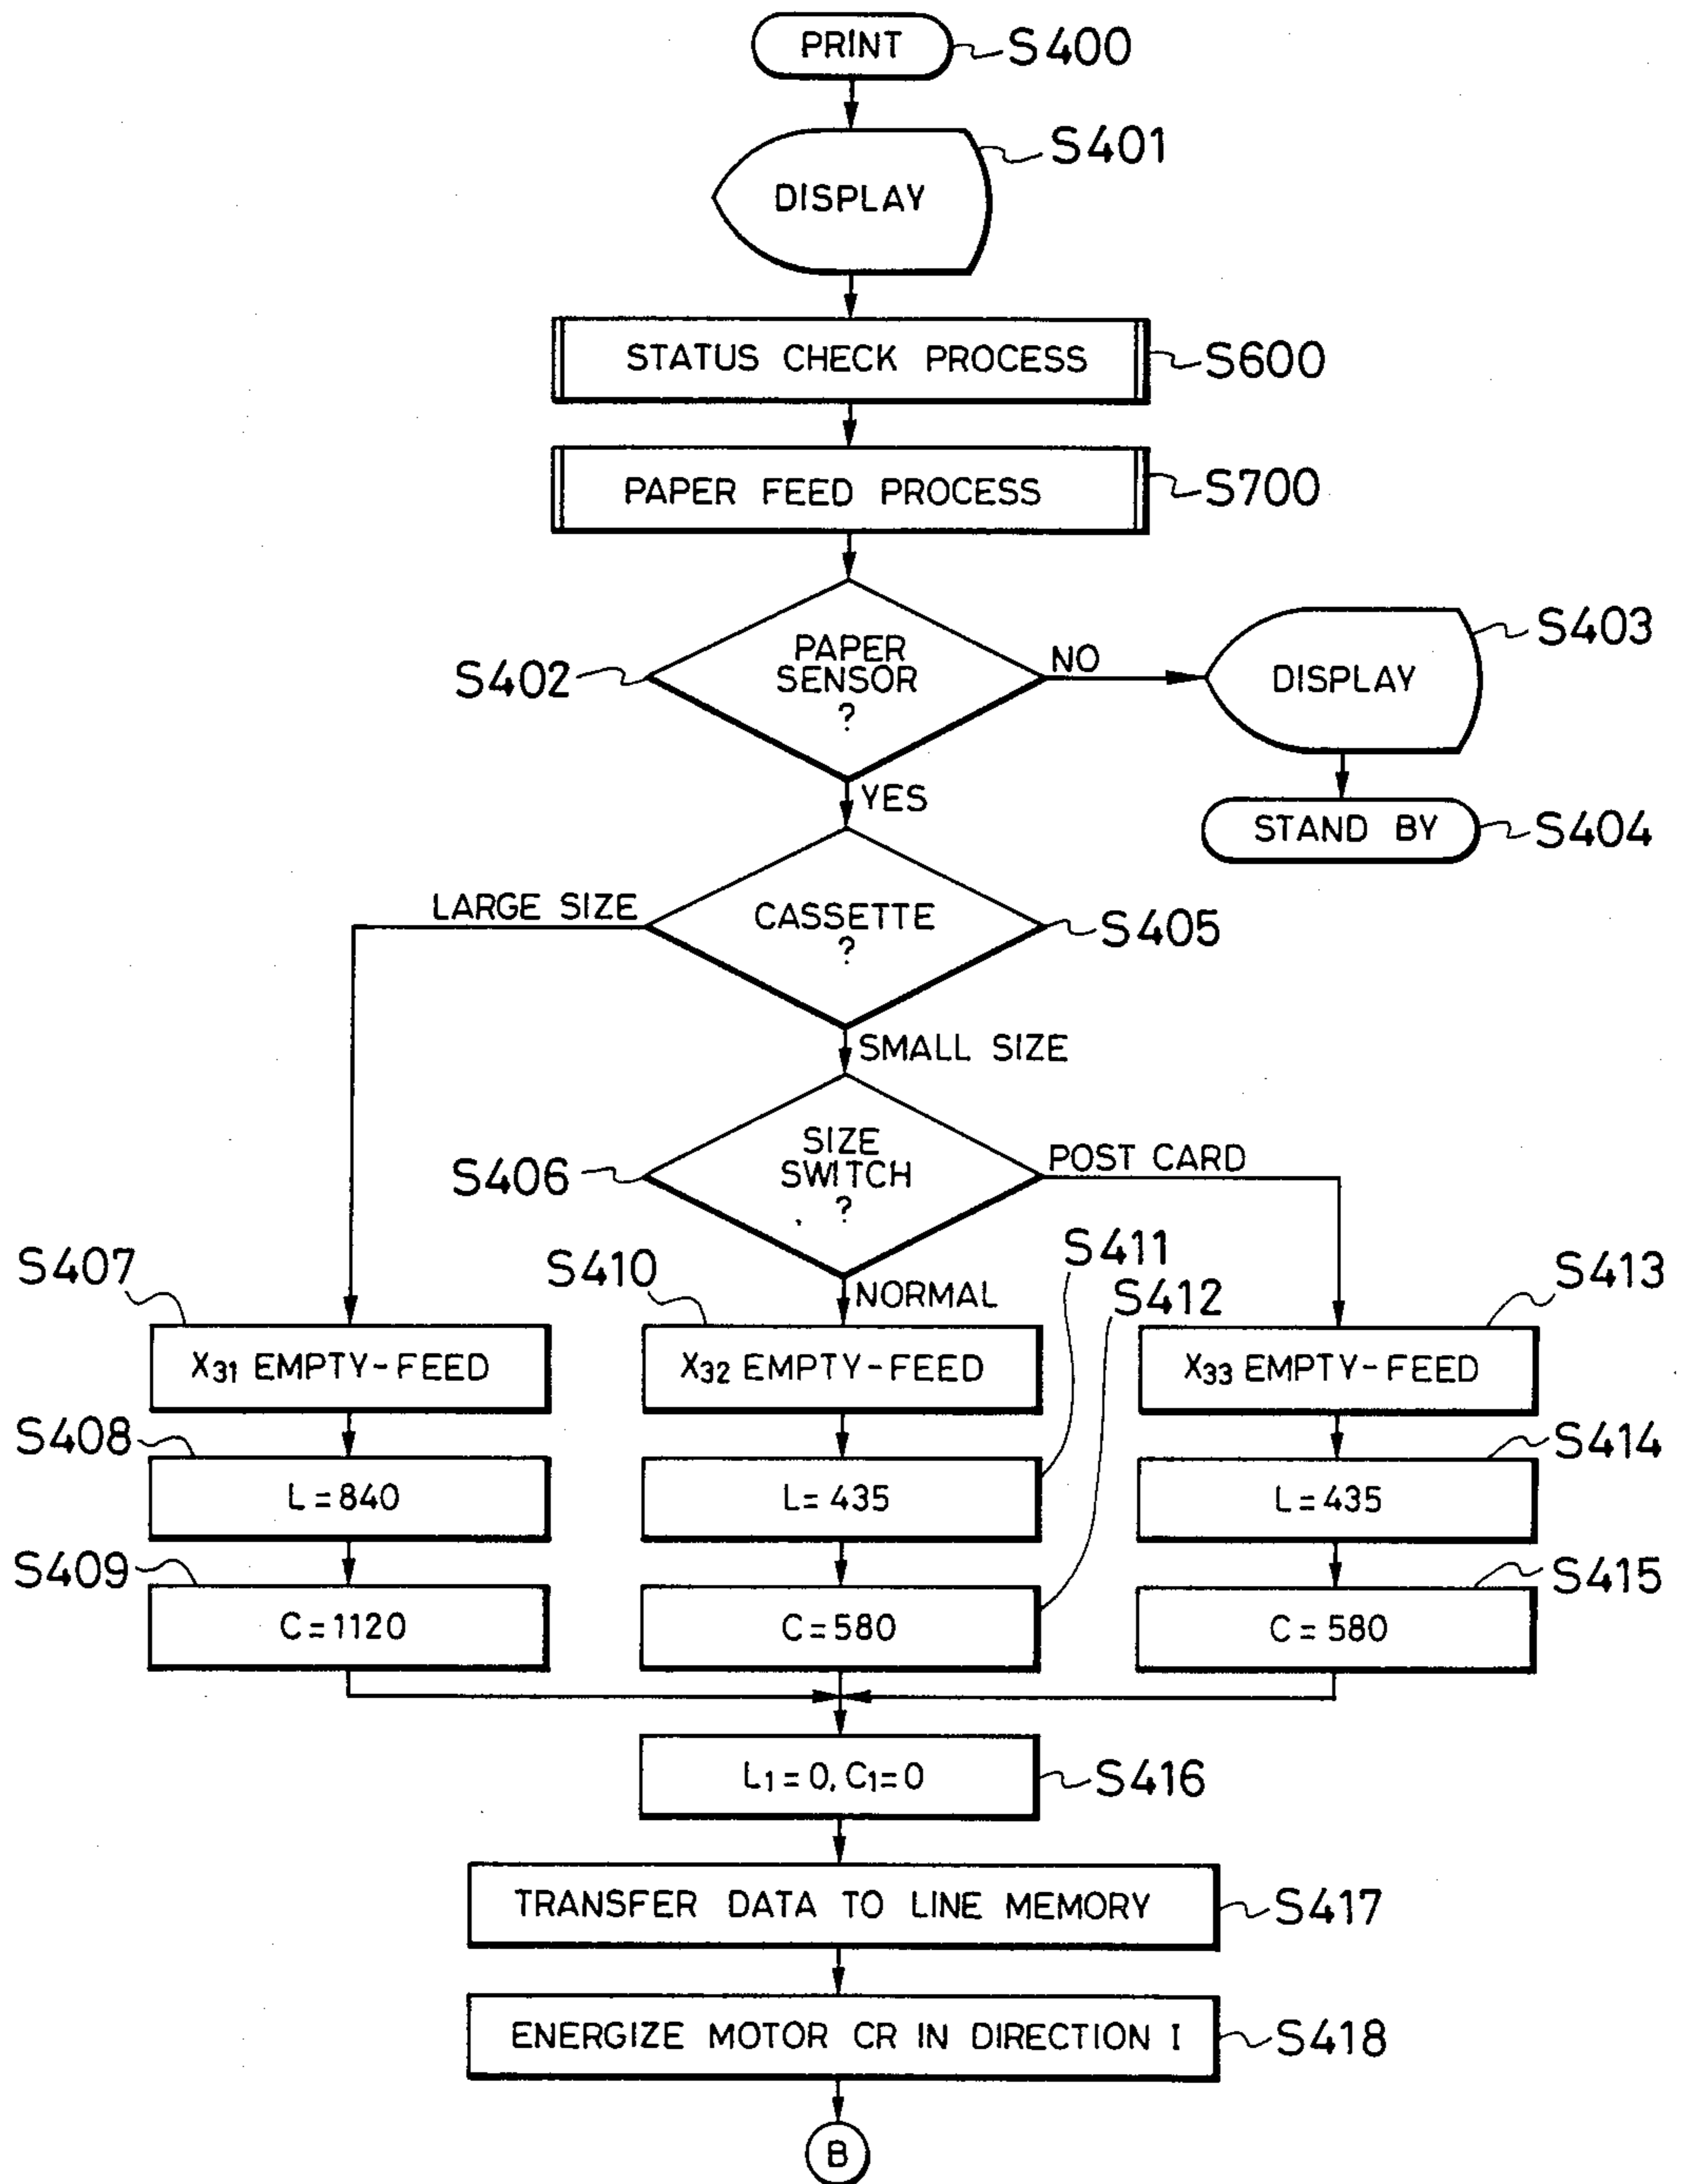 PRINT
S400
S401
DISPLAY
STATUS CHECK PROCESS
S600
PAPER FEED PROCESS
S700
S402
PAPER
SENSOR
?
NO
S403
DISPLAY
YES
STAND BY
S404
LARGE SIZE
CASSETTE
?
S405
SMALL SIZE
S406
SIZE
SWITCH
?
POST CARD
NORMAL
S407
S410
S411
S412
S413
X31 EMPTY-FEED
X32 EMPTY-FEED
X33 EMPTY-FEED
S408
S414
L=840
L=435
L=435
S409
S415
C=1120
C=580
C=580
L1=0, C1=0
S416
TRANSFER DATA TO LINE MEMORY
S417
ENERGIZE MOTOR CR IN DIRECTION I
S418
B